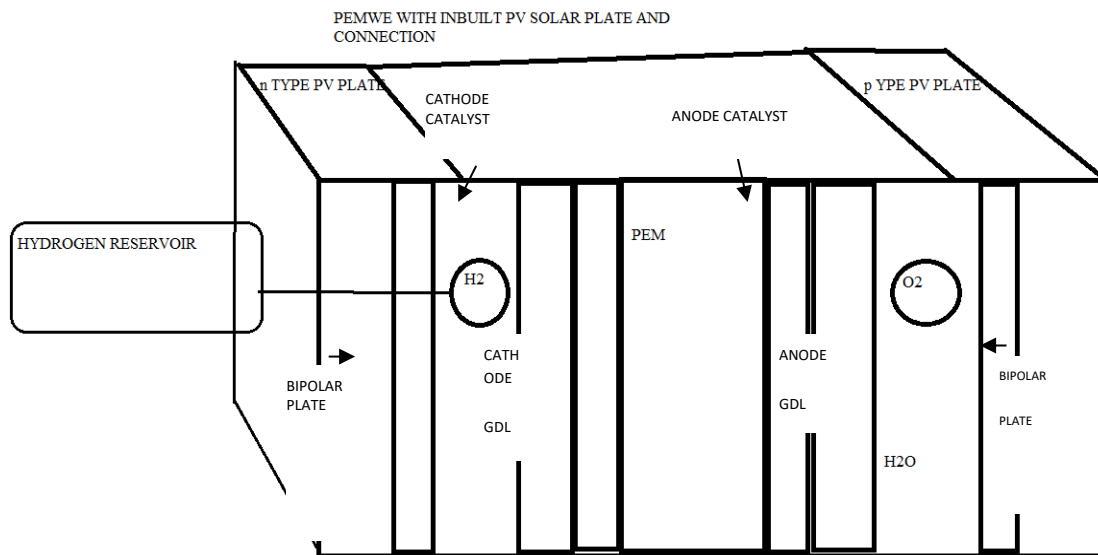 PEMWE WITH INBUILT PV SOLAR PLATE AND
CONNECTION
n TYPE PV PLATE
p YPE PV PLATE
CATHODE
CATALYST
ANODE CATALYST
HYDROGEN RESERVOIR
PEM
H2
O2
CATH
ODE
GDL
ANODE
GDL
BIPOLAR
PLATE
BIPOLAR
PLATE
H2O